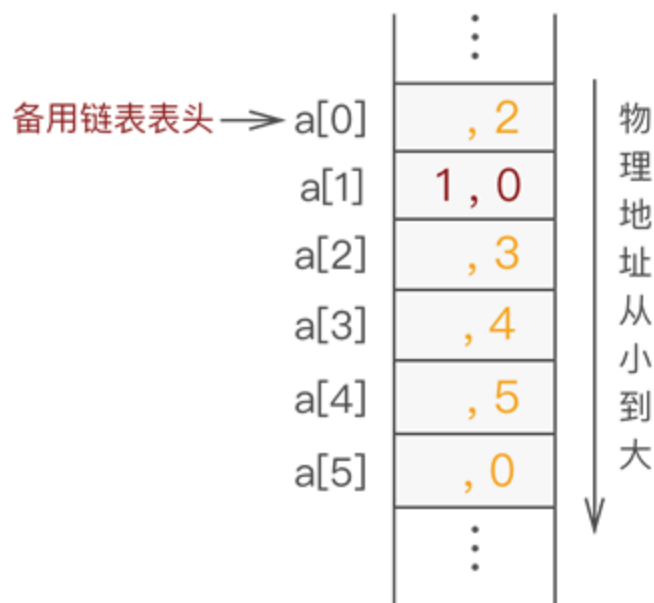 备用链表表头 a[0] , 2
a[1] 1 , 0
a[2] , 3
a[3] , 4
a[4] , 5
a[5] , 0
物理地址从小到大